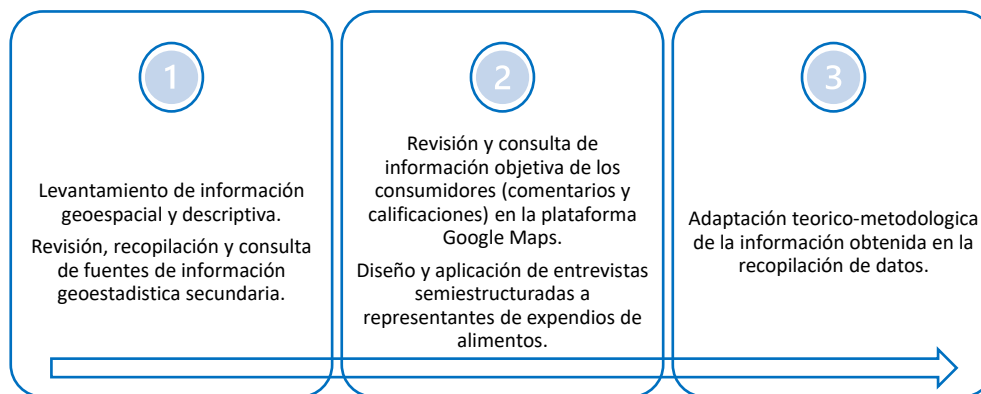 1
Levantamiento de información
geoespacial y descriptiva.
Revisión, recopilación y consulta
de fuentes de información
geoestadistica secundaria.
2
Revisión y consulta de
información objetiva de los
consumidores (comentarios y
calificaciones) en la plataforma
Google Maps.
Diseño y aplicación de entrevistas
semiestructuradas a
representantes de expendios de
alimentos.
3
Adaptación teorico-metodologica
de la información obtenida en la
recopilación de datos.